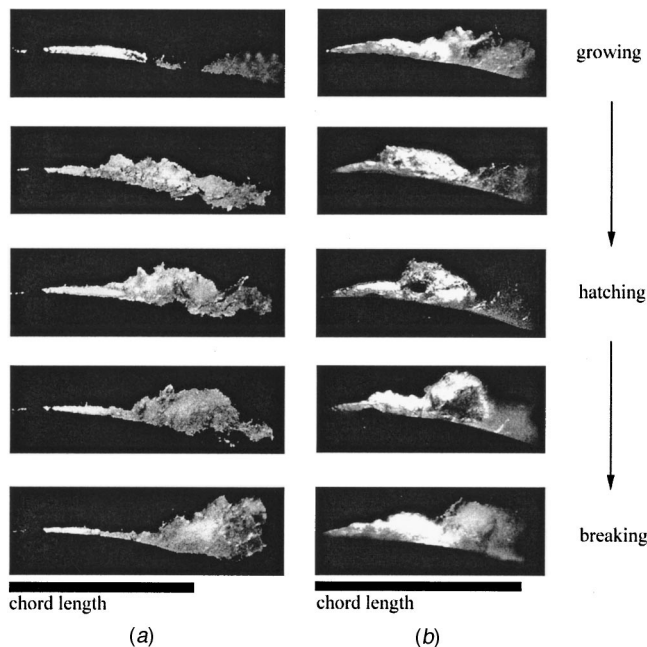 growing
hatching
breaking
chord length
chord length
(a)
(b)